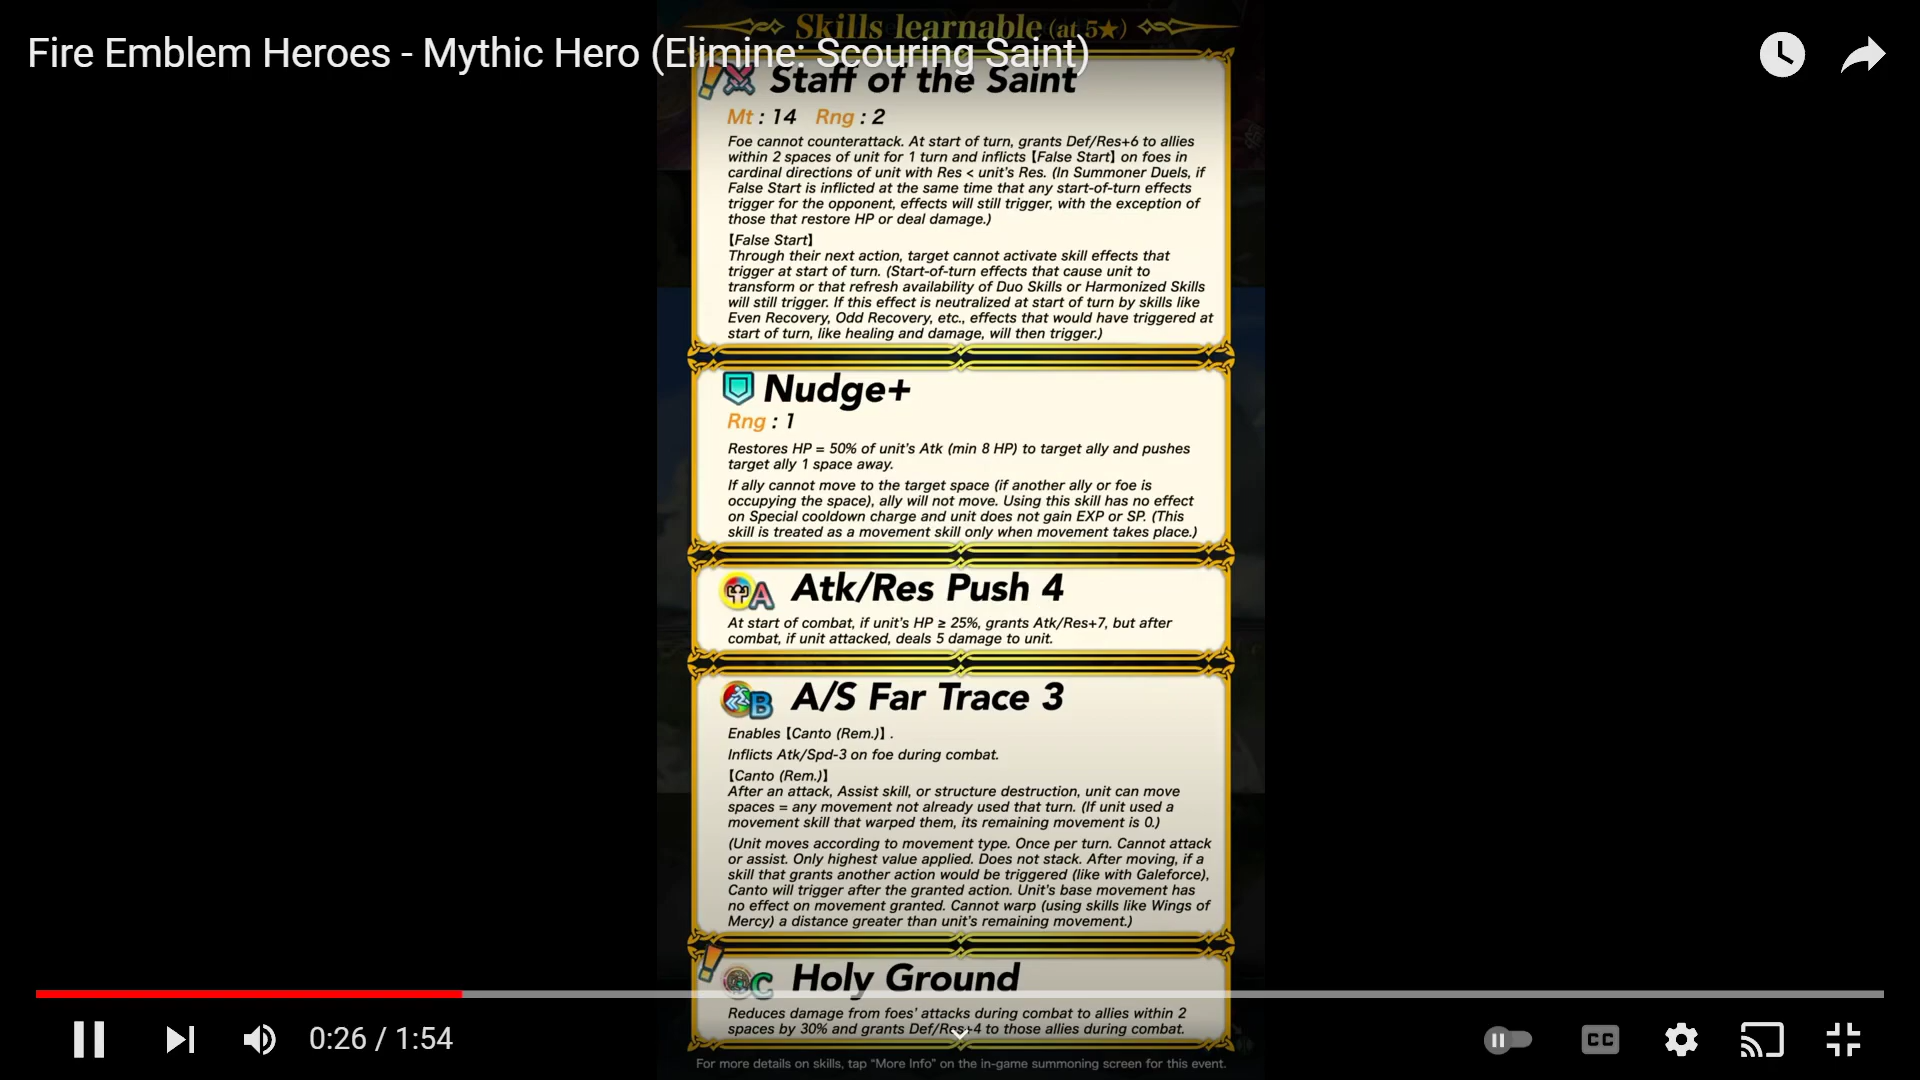 Skills learnable (at 5★)
Fire Emblem Heroes - Mythic Hero (Elimine: Scouring Saint)
Staff of the Saint
Mt : 14 Rng : 2
Foe cannot counterattack. At start of turn, grants Def/Res+6 to allies
within 2 spaces of unit for 1 turn and inflicts【False Start】on foes in
cardinal directions of unit with Res < unit's Res. (In Summoner Duels, if
False Start is inflicted at the same time that any start-of-turn effects
trigger for the opponent, effects will still trigger, with the exception of
those that restore HP or deal damage.)
【False Start】
Through their next action, target cannot activate skill effects that
trigger at start of turn. (Start-of-turn effects that cause unit to
transform or that refresh availability of Duo Skills or Harmonized Skills
will still trigger. If this effect is neutralized at start of turn by skills like
Even Recovery, Odd Recovery, etc., effects that would have triggered at
start of turn, like healing and damage, will then trigger.)
Nudge+
Rng : 1
Restores HP = 50% of unit's Atk (min 8 HP) to target ally and pushes
target ally 1 space away.
If ally cannot move to the target space (if another ally or foe is
occupying the space), ally will not move. Using this skill has no effect
on Special cooldown charge and unit does not gain EXP or SP. (This
skill is treated as a movement skill only when movement takes place.)
A Atk/Res Push 4
At start of combat, if unit's HP ≥ 25%, grants Atk/Res+7, but after
combat, if unit attacked, deals 5 damage to unit.
B A/S Far Trace 3
Enables【Canto (Rem.)】.
Inflicts Atk/Spd-3 on foe during combat.
【Canto (Rem.)】
After an attack, Assist skill, or structure destruction, unit can move
spaces = any movement not already used that turn. (If unit used a
movement skill that warped them, its remaining movement is 0.)
(Unit moves according to movement type. Once per turn. Cannot attack
or assist. Only highest value applied. Does not stack. After moving, if a
skill that grants another action would be triggered (like with Galeforce),
Canto will trigger after the granted action. Unit's base movement has
no effect on movement granted. Cannot warp (using skills like Wings of
Mercy) a distance greater than unit's remaining movement.)
C Holy Ground
Reduces damage from foes' attacks during combat to allies within 2
spaces by 30% and grants Def/Res+4 to those allies during combat.
0:26 / 1:54
CC
For more details on skills, tap "More Info" on the in-game summoning screen for this event.